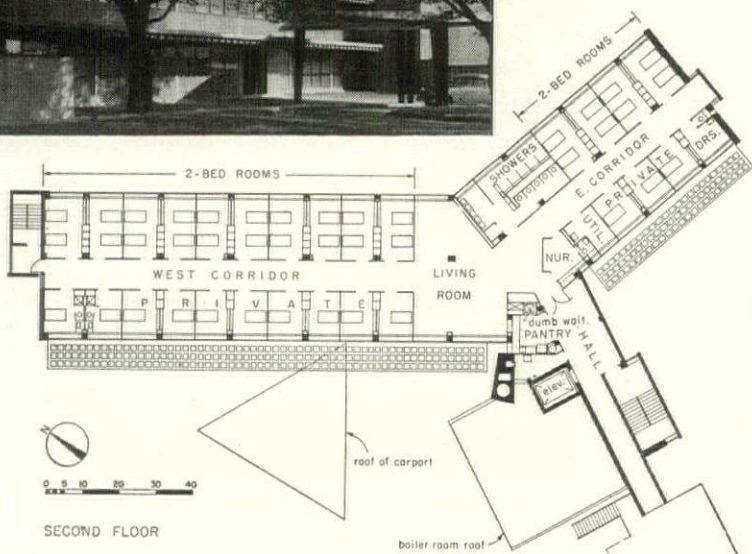 2-BED ROOMS
2-BED ROOMS
SHOWERS
E. CORRIDOR
PRIVATE
DRS.
UTIL.
NUR.
WEST CORRIDOR
LIVING
ROOM
PRIVATE
dumb wait.
PANTRY
HALL
elev.
N
roof of carport
0 5 10 20 30 40
SECOND FLOOR
boiler room roof